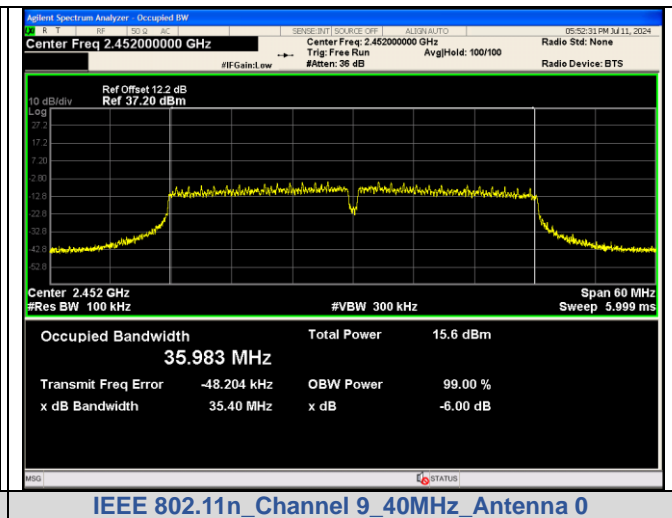 Agilent Spectrum Analyzer - Occupied BW
R T RF 50 Ω AC SENSE:INT SOURCE OFF ALIGN AUTO 05:52:31 PM Jul 11, 2024
Center Freq 2.452000000 GHz Center Freq: 2.452000000 GHz Radio Std: None
Trig: Free Run Avg|Hold: 100/100
#IFGain:Low #Atten: 36 dB Radio Device: BTS
Ref Offset 12.2 dB
10 dB/div Ref 37.20 dBm
Log
27.2
17.2
7.20
-2.80
-12.8
-22.8
-32.8
-42.8
-52.8
Center 2.452 GHz Span 60 MHz
#Res BW 100 kHz #VBW 300 kHz Sweep 5.999 ms
Occupied Bandwidth Total Power 15.6 dBm
35.983 MHz
Transmit Freq Error -48.204 kHz OBW Power 99.00 %
x dB Bandwidth 35.40 MHz x dB -6.00 dB
MSG STATUS
IEEE 802.11n_Channel 9_40MHz_Antenna 0